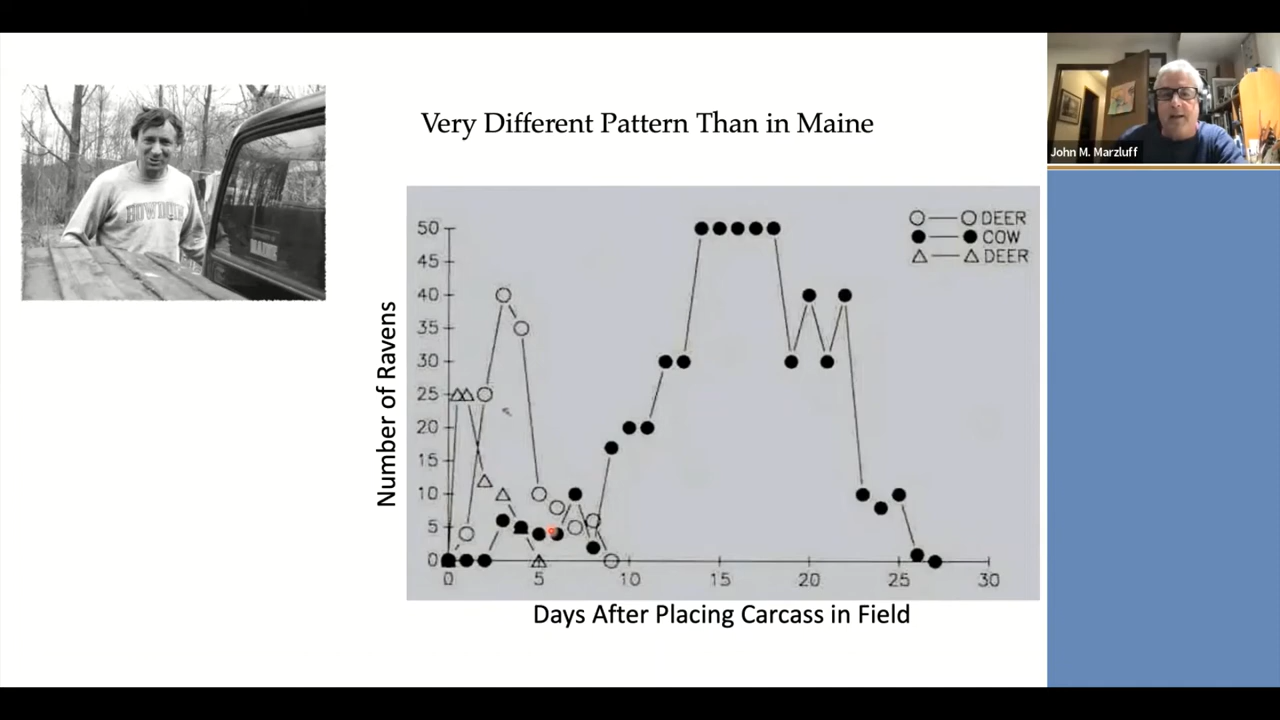 Very Different Pattern Than in Maine
John M. Marzluff
BOWDOIN
MAINE
DEER
COW
DEER
50
45
40
35
30
25
20
15
10
5
0
0 5 10 15 20 25 30
Number of Ravens
Days After Placing Carcass in Field